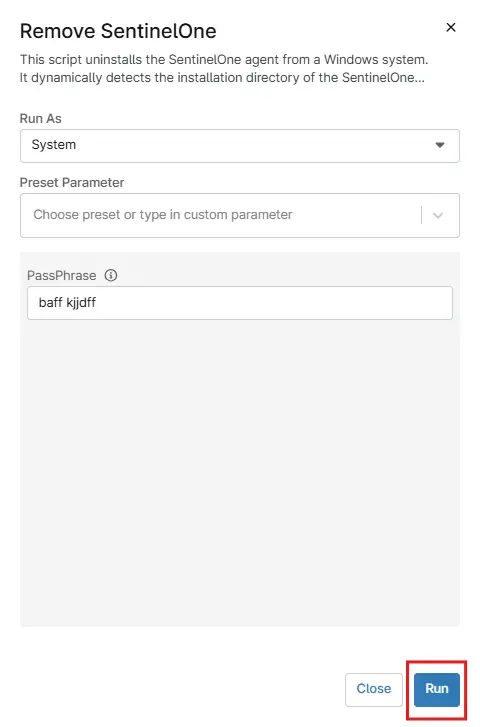 Remove SentinelOne
This script uninstalls the SentinelOne agent from a Windows system.
It dynamically detects the installation directory of the SentinelOne...
Run As
System
Preset Parameter
Choose preset or type in custom parameter
PassPhrase
baff kjjdff
Close
Run